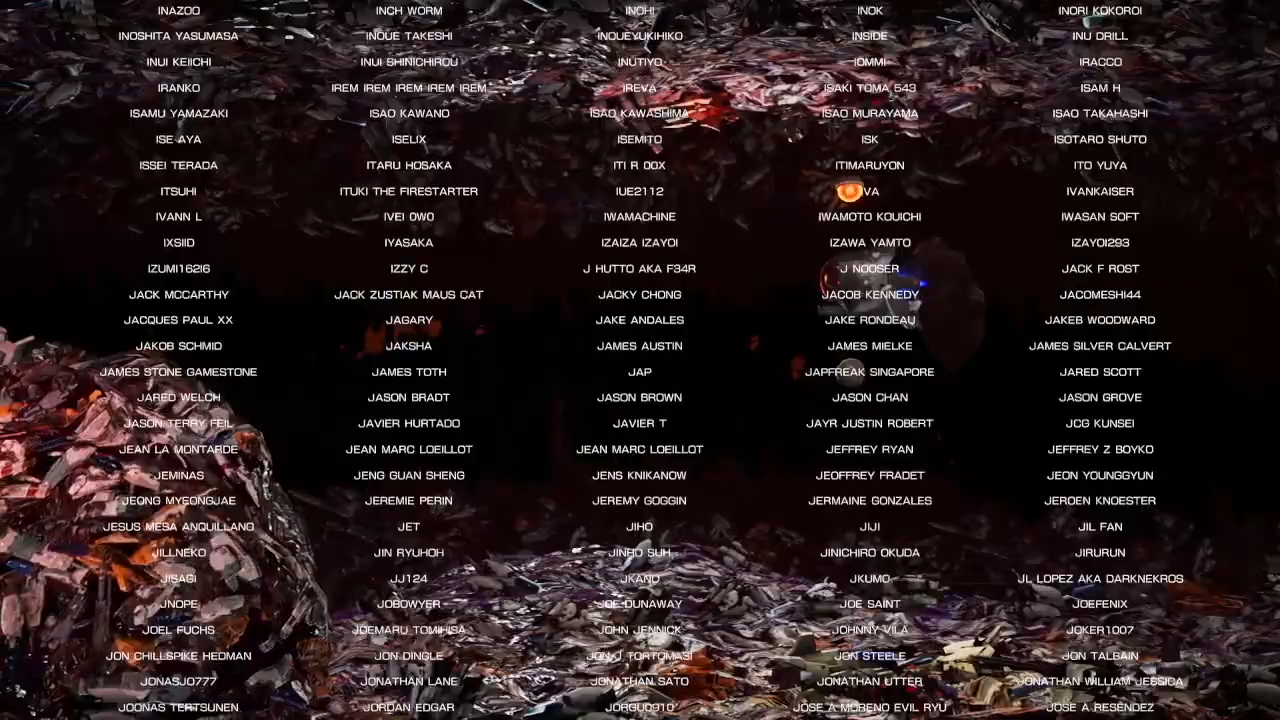 INAZOO INCH WORM INOHI INOK INORI KOKOROI
INOSHITA YASUMASA INOUE TAKESHI INOUEYUKIHIKO INSIDE INU DRILL
INUI KEIICHI INUI SHINICHIROU INUTIYO IOMMI IRACCO
IRANKO IREM IREM IREM IREM IREM IREVA ISAKI TOMA 543 ISAM H
ISAMU YAMAZAKI ISAO KAWANO ISAO KAWASHIMA ISAO MURAYAMA ISAO TAKAHASHI
ISE AYA ISELIX ISEMITO ISK ISOTARO SHUTO
ISSEI TERADA ITARU HOSAKA ITI R 00X ITIMARUYON ITO YUYA
ITSUHI ITUKI THE FIRESTARTER IUE2112 IVANKAISER
IVANN L IVEI OWO IWAMACHINE IWAMOTO KOUICHI IWASAN SOFT
IXSIID IYASAKA IZAIZA IZAYOI IZAWA YAMTO IZAYOI293
IZUMI16216 IZZY C J HUTTO AKA F34R J NOOSER JACK F ROST
JACK MCCARTHY JACK ZUSTIAK MAUS CAT JACKY CHONG JACOB KENNEDY JACOMESHI44
JACQUES PAUL XX JAGARY JAKE ANDALES JAKE RONDEAU JAKEB WOODWARD
JAKOB SCHMID JAKSHA JAMES AUSTIN JAMES MIELKE JAMES SILVER CALVERT
JAMES STONE GAMESTONE JAMES TOTH JAP JAPFREAK SINGAPORE JARED SCOTT
JARED WELCH JASON BRADT JASON BROWN JASON CHAN JASON GROVE
JASON TERRY FEIL JAVIER HURTADO JAVIER T JAYR JUSTIN ROBERT JCG KUNSEI
JEAN LA MONTARDE JEAN MARC LOEILLOT JEAN MARC LOEILLOT JEFFREY RYAN JEFFREY Z BOYKO
JEMINAS JENG GUAN SHENG JENS KNIKANOW JEOFFREY FRADET JEON YOUNGGYUN
JEONG MYEONGJAE JEREMIE PERIN JEREMY GOGGIN JERMAINE GONZALES JEROEN KNOESTER
JESUS MESA ANQUILLANO JET JIHO JIJI JIL FAN
JILLNEKO JIN RYUHOH JINHO SUH JINICHIRO OKUDA JIRURUN
JISAGI JJ124 JKANO JKUMO JL LOPEZ AKA DARKNEKROS
JNOPE JOBOWYER JOE DUNAWAY JOE SAINT JOEFENIX
JOEL FUCHS JOEMARU TOMIHISA JOHN JENNICK JOHNNY VILA JOKER1007
JON CHILLSPIKE HEDMAN JON DINGLE JON J TORTOMASI JON STEELE JON TALBAIN
JONASJO777 JONATHAN LANE JONATHAN SATO JONATHAN UTTER JONATHAN WILLIAM JESSICA
JOONAS TERTSUNEN JORDAN EDGAR JORGU0910 JOSE A MORENO EVIL RYU JOSE A RESENDEZ